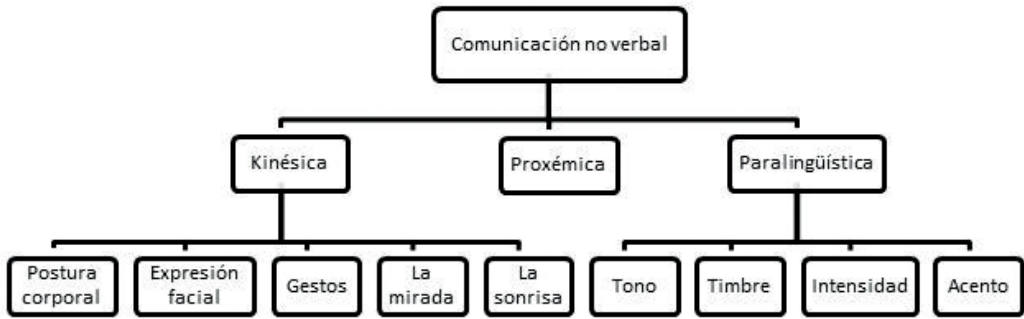 Comunicación no verbal
Kinésica
Proxémica
Paralingüística
Postura
corporal
Expresión
facial
Gestos
La
mirada
La
sonrisa
Tono
Timbre
Intensidad
Acento